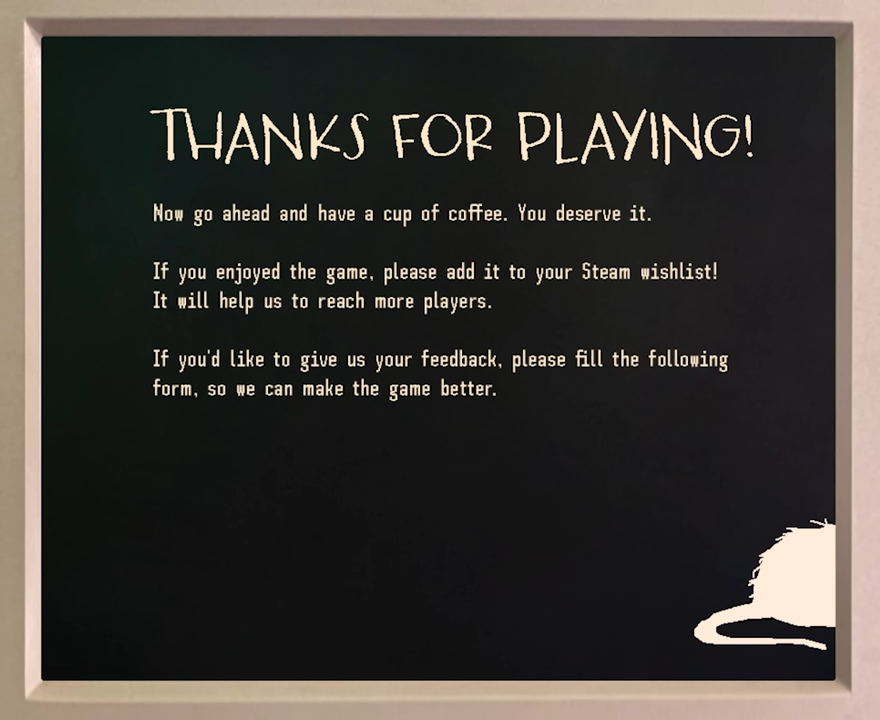 THANKS FOR PLAYING!
Now go ahead and have a cup of coffee. You deserve it.
If you enjoyed the game, please add it to your Steam wishlist!
It will help us to reach more players.
If you'd like to give us your feedback, please fill the following
form, so we can make the game better.